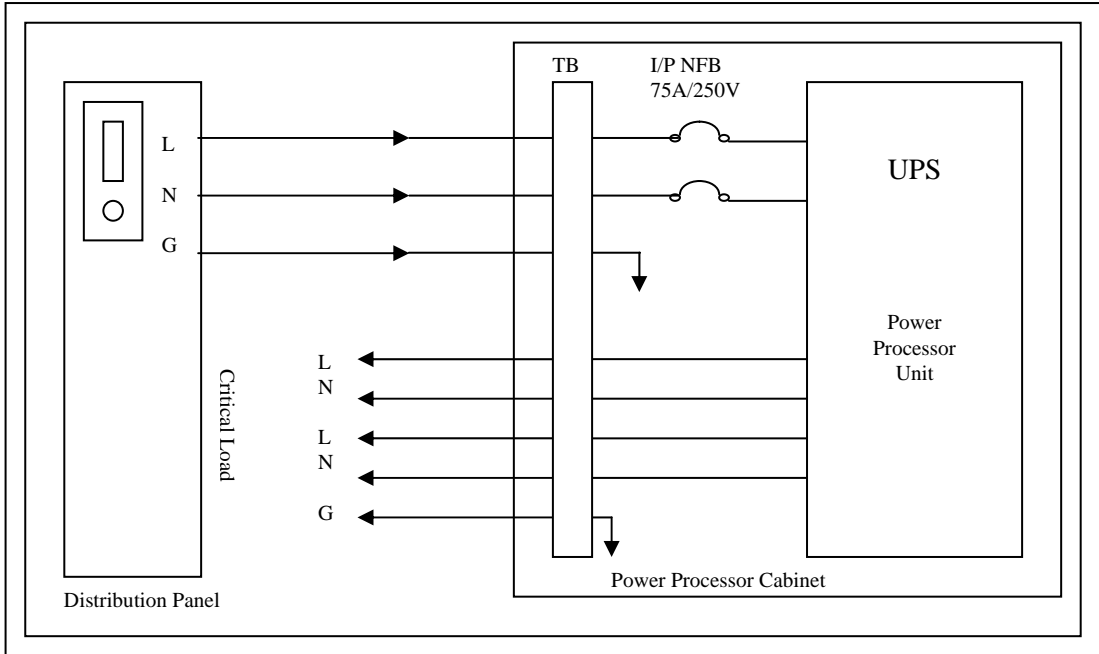 TB
I/P NFB
75A/250V
L
N
G
UPS
Power
Processor
Unit
L
N
L
N
G
Critical Load
Power Processor Cabinet
Distribution Panel